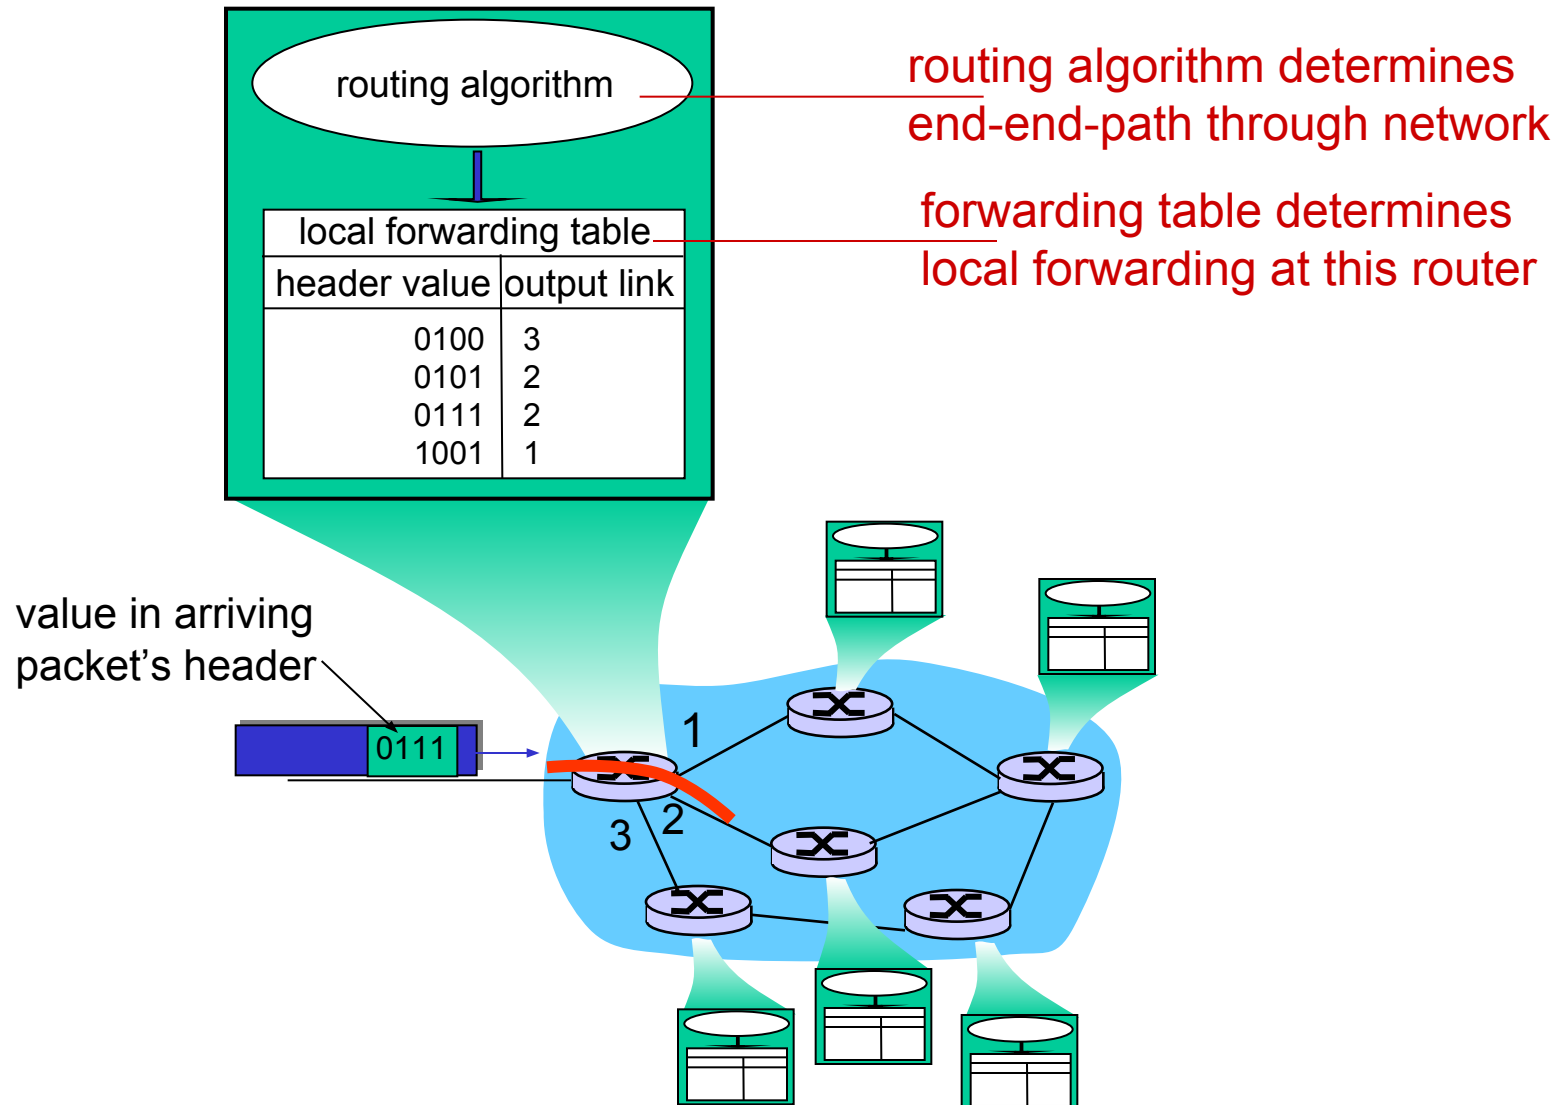 routing algorithm
routing algorithm determines
end-end-path through network
local forwarding table
forwarding table determines
local forwarding at this router
header value output link
0100 3
0101 2
0111 2
1001 1
value in arriving
packet’s header
0111
1
2
3